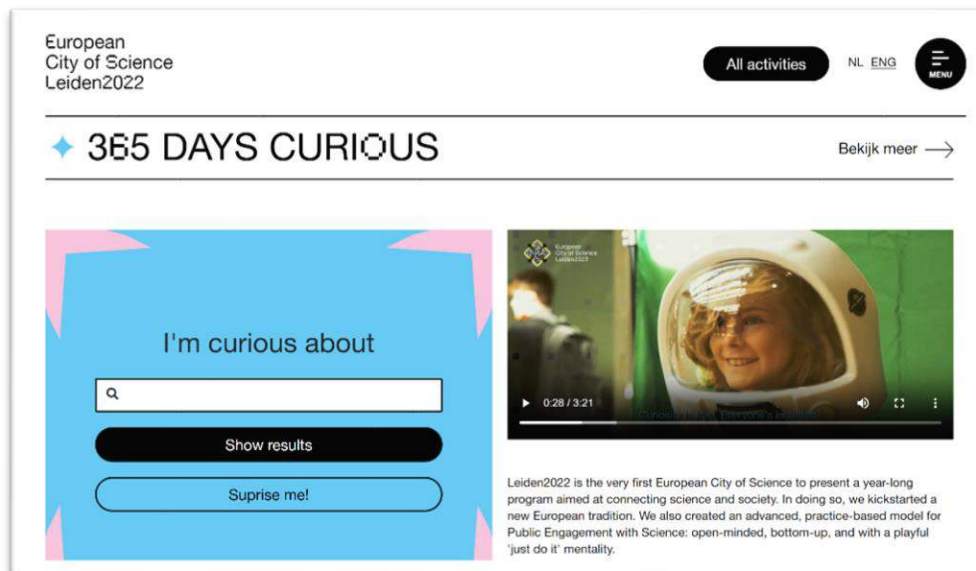 European
City of Science
Leiden2022
All activities
NL ENG
MENU
365 DAYS CURIOUS
Bekijk meer
I'm curious about
Show results
Suprise me!
European
City of Science
Leiden2022
0:28 / 3:21
Leiden2022 is the very first European City of Science to present a year-long
program aimed at connecting science and society. In doing so, we kickstarted a
new European tradition. We also created an advanced, practice-based model for
Public Engagement with Science: open-minded, bottom-up, and with a playful
'just do it' mentality.